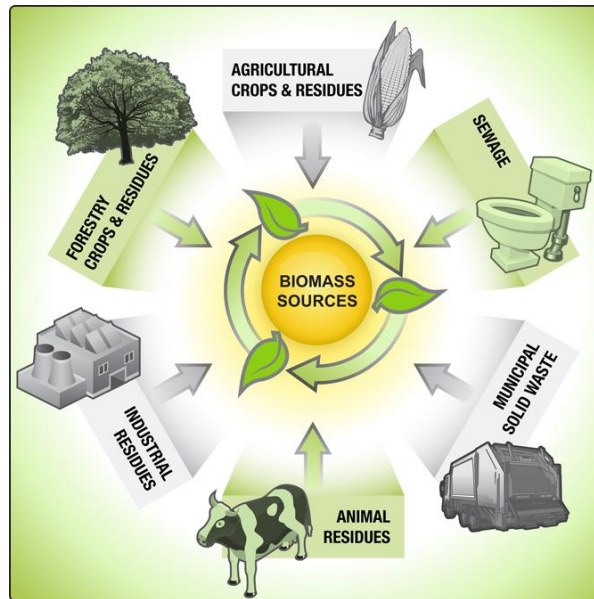 AGRICULTURAL
CROPS & RESIDUES
SEWAGE
FORESTRY
CROPS & RESIDUES
BIOMASS
SOURCES
INDUSTRIAL
RESIDUES
MUNICIPAL
SOLID WASTE
ANIMAL
RESIDUES